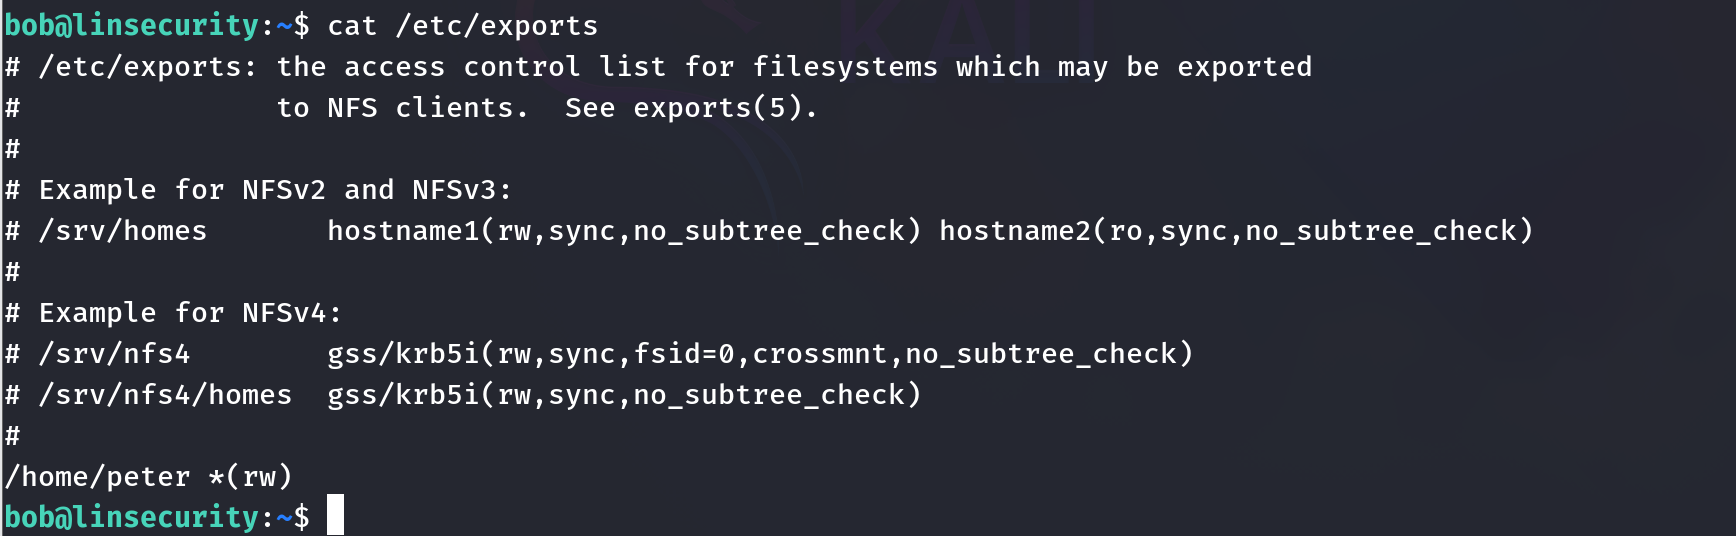 bob@linsecurity:~$ cat /etc/exports
# /etc/exports: the access control list for filesystems which may be exported
#               to NFS clients.  See exports(5).
#
# Example for NFSv2 and NFSv3:
# /srv/homes       hostname1(rw,sync,no_subtree_check) hostname2(ro,sync,no_subtree_check)
#
# Example for NFSv4:
# /srv/nfs4        gss/krb5i(rw,sync,fsid=0,crossmnt,no_subtree_check)
# /srv/nfs4/homes  gss/krb5i(rw,sync,no_subtree_check)
#
/home/peter *(rw)
bob@linsecurity:~$